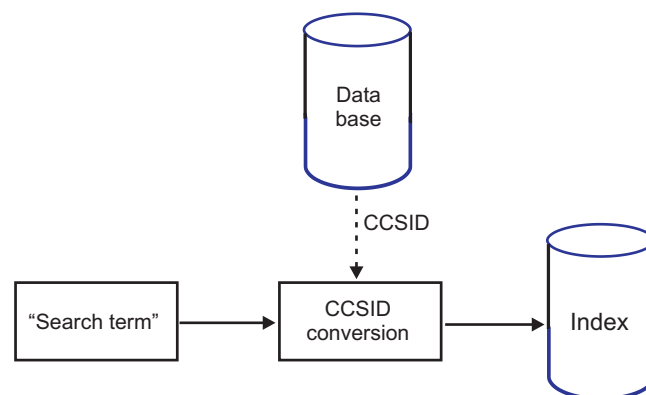 Data
base
CCSID
“Search term”
CCSID
conversion
Index